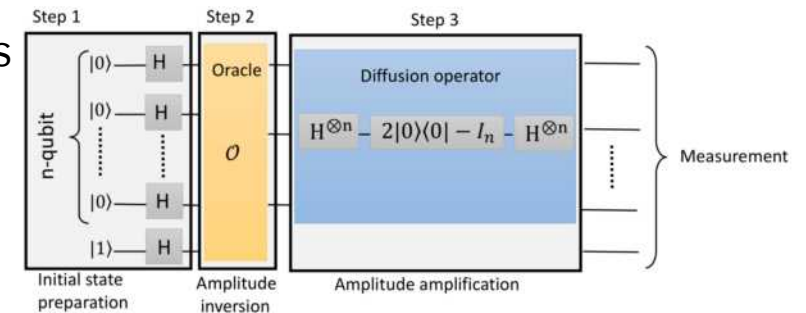 Step 1
Step 2
Step 3
S
n-qubit
|0⟩
H
|0⟩
H
|0⟩
H
|1⟩
H
Oracle
𝒪
Diffusion operator
H⊗n
2|0⟩⟨0| − Iₙ
H⊗n
Measurement
Initial state
preparation
Amplitude
inversion
Amplitude amplification